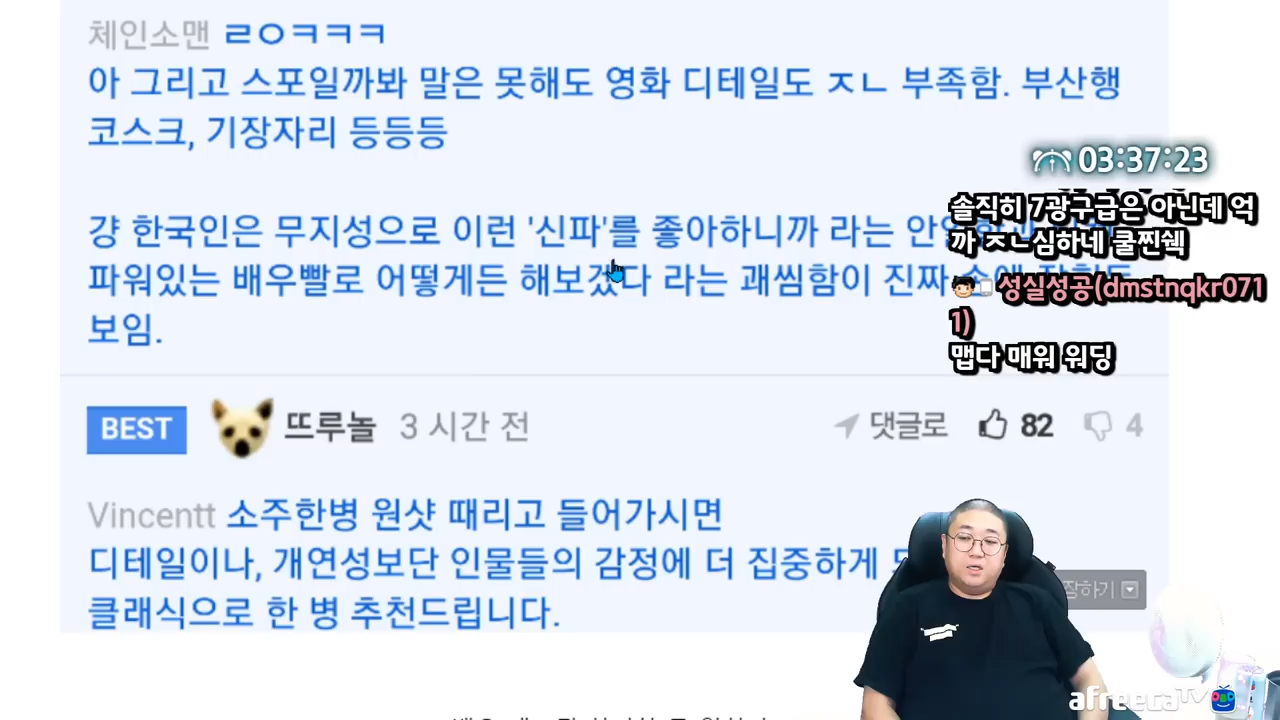 체인소맨 ㄹㅇㅋㅋㅋ
아 그리고 스포일까봐 말은 못해도 영화 디테일도 ㅈㄴ 부족함. 부산행
코스크, 기장자리 등등등
걍 한국인은 무지성으로 이런 '신파'를 좋아하니까 라는
파워있는 배우빨로 어떻게든 해보겠다 라는 괘씸함이 진짜
보임.
BEST 뜨루놀 3 시간 전 댓글로 82 4
Vincentt 소주한병 원샷 때리고 들어가시면
디테일이나, 개연성보단 인물들의 감정에 더 집중하게
클래식으로 한 병 추천드립니다.
03:37:23
솔직히 7광구급은 아닌데 억
까 ㅈㄴ심하네 쿨찐쉑
성실성공(dmstnqkr071
1)
맵다 매워 워딩
afreecaTV